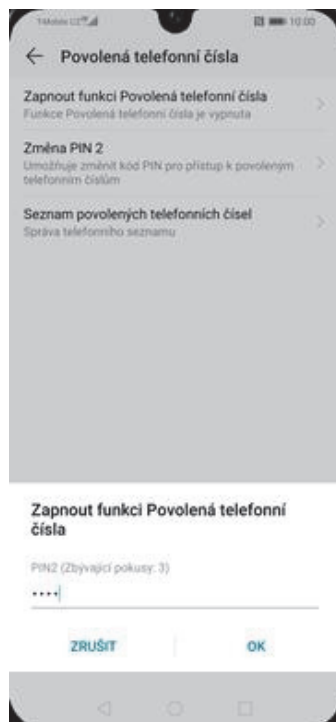 T-Mobile CZ
10:00
Povolená telefonní čísla
Zapnout funkci Povolená telefonní čísla
Funkce Povolená telefonní čísla je vypnuta
Změna PIN 2
Umožňuje změnit kód PIN pro přístup k povoleným
telefonním číslům
Seznam povolených telefonních čísel
Správa telefonního seznamu
Zapnout funkci Povolená telefonní
čísla
PIN2 (Zbývající pokusy: 3)
····
ZRUŠIT
OK